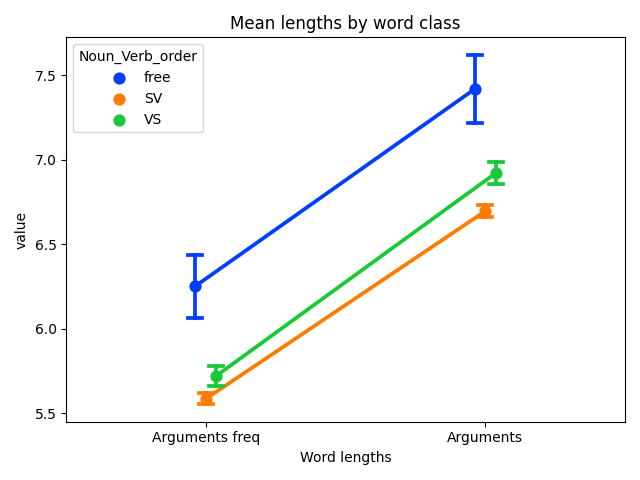 Mean lengths by word class
Noun_Verb_order
free
SV
VS
value
7.5
7.0
6.5
6.0
5.5
Arguments freq
Arguments
Word lengths